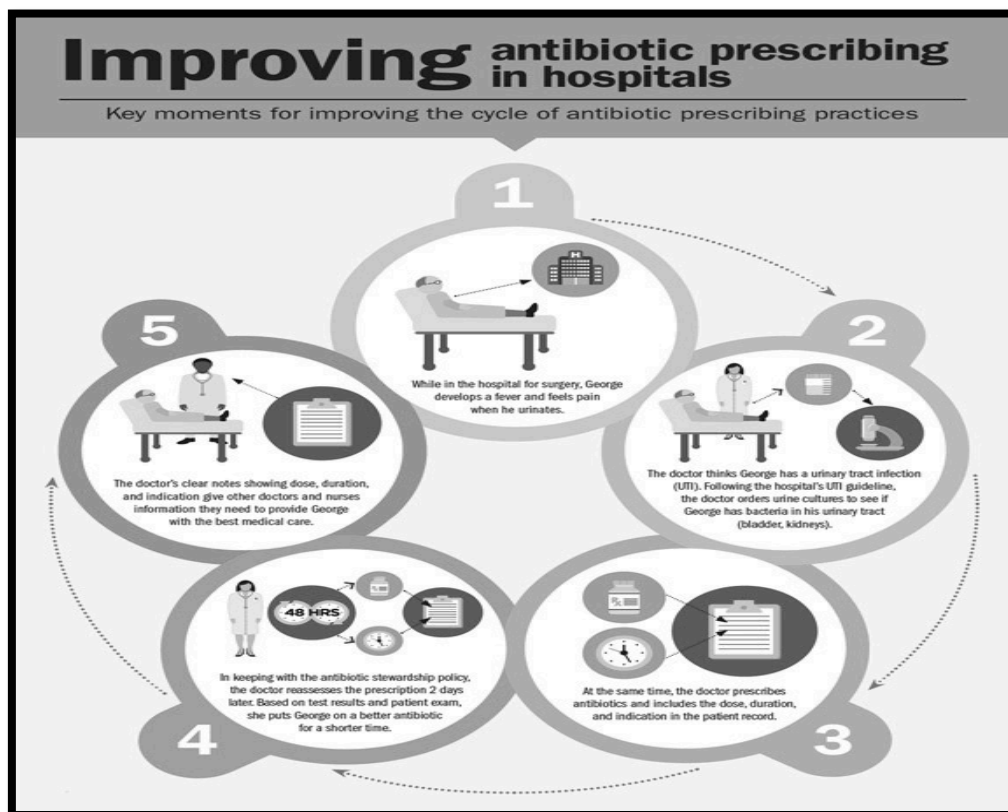 Improving antibiotic prescribing
in hospitals
Key moments for improving the cycle of antibiotic prescribing practices
1
H
While in the hospital for surgery, George
develops a fever and feels pain
when he urinates.
2
The doctor thinks George has a urinary tract infection
(UTI). Following the hospital's UTI guideline,
the doctor orders urine cultures to see if
George has bacteria in his urinary tract
(bladder, kidneys).
3
At the same time, the doctor prescribes
antibiotics and includes the dose, duration,
and indication in the patient record.
4
48 HRS
In keeping with the antibiotic stewardship policy,
the doctor reassesses the prescription 2 days
later. Based on test results and patient exam,
she puts George on a better antibiotic
for a shorter time.
5
The doctor's clear notes showing dose, duration,
and indication give other doctors and nurses
information they need to provide George
with the best medical care.